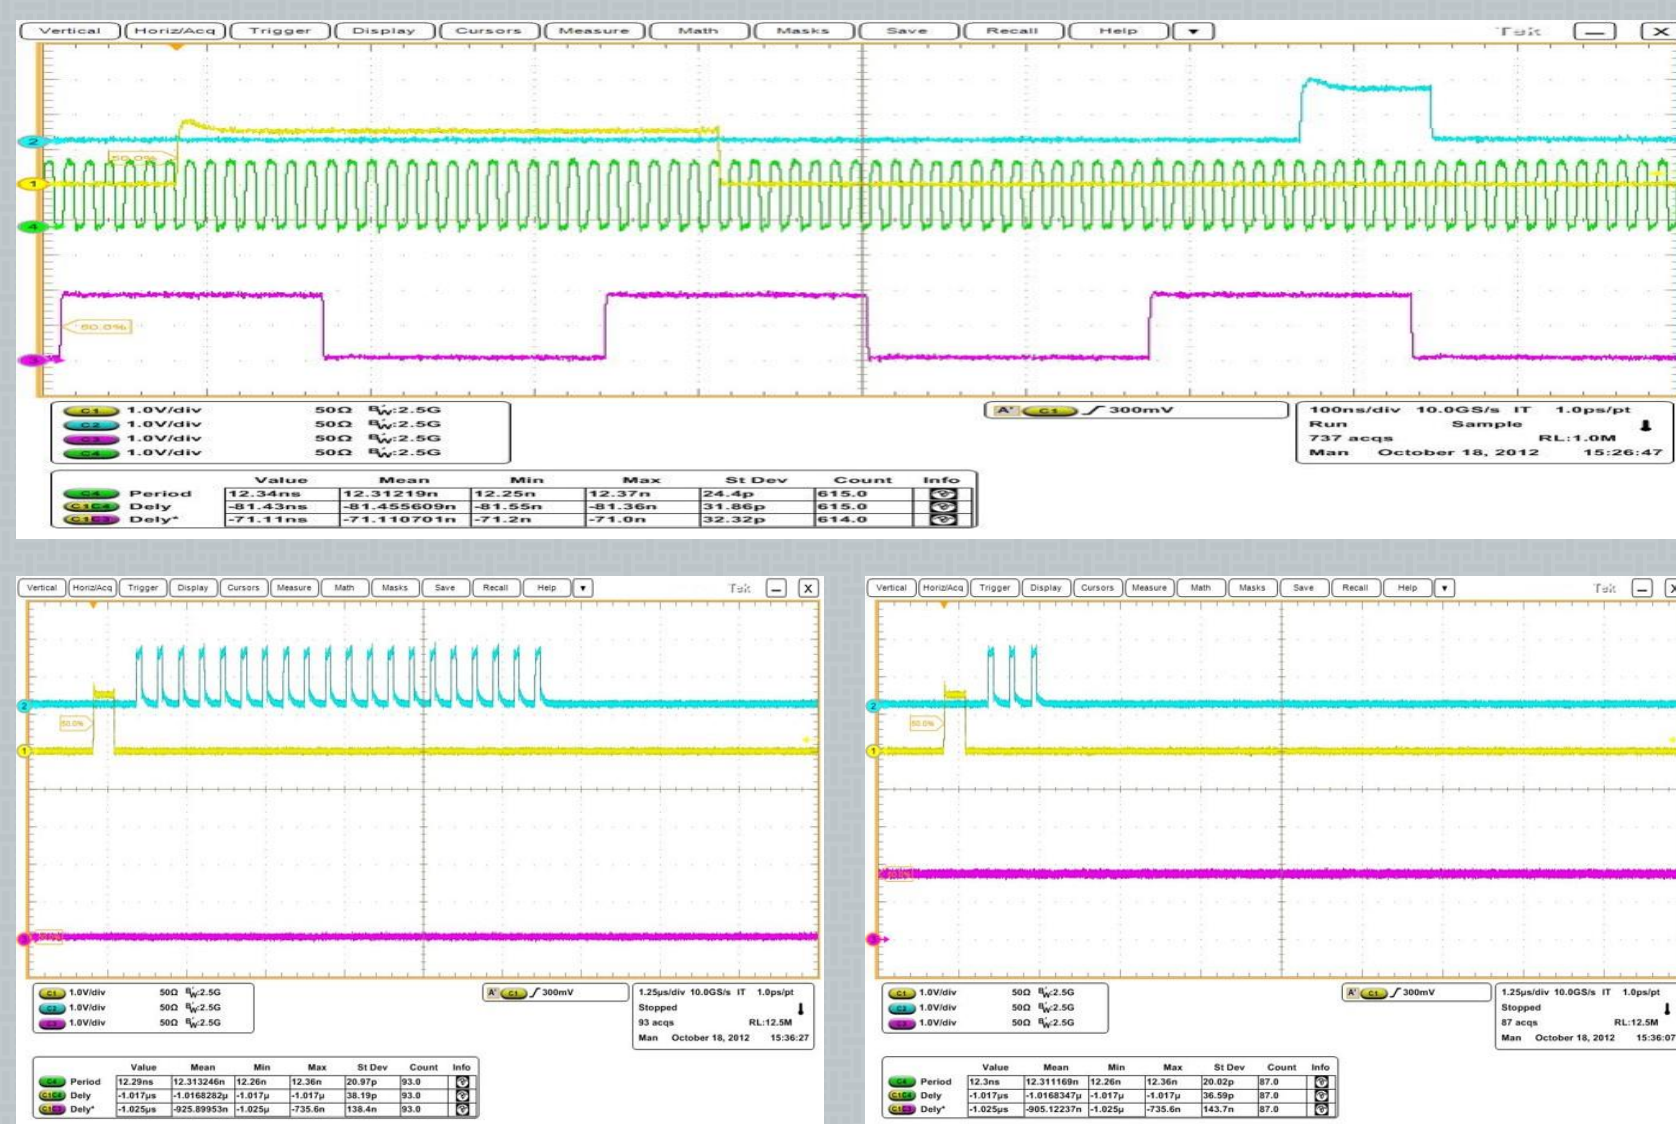 Vertical Horiz/Acq Trigger Display Cursors Measure Math Masks Save Recall Help Tek X
2
50.0%
1
4
50.0%
3
C1 1.0V/div 50Ω BW:2.5G
C2 1.0V/div 50Ω BW:2.5G
C3 1.0V/div 50Ω BW:2.5G
C4 1.0V/div 50Ω BW:2.5G
A' C1 300mV
100ns/div 10.0GS/s IT 1.0ps/pt
Run Sample
737 acqs RL:1.0M
Man October 18, 2012 15:26:47
Value Mean Min Max St Dev Count Info
C4 Period 12.34ns 12.31219n 12.25n 12.37n 24.4p 615.0
C1C4 Dely -81.43ns -81.455609n -81.55n -81.36n 31.86p 615.0
C1C3 Dely* -71.11ns -71.110701n -71.2n -71.0n 32.32p 614.0
Vertical Horiz/Acq Trigger Display Cursors Measure Math Masks Save Recall Help Tek X
2
50.0%
1
3
C1 1.0V/div 50Ω BW:2.5G
C2 1.0V/div 50Ω BW:2.5G
C3 1.0V/div 50Ω BW:2.5G
A' C1 300mV
1.25µs/div 10.0GS/s IT 1.0ps/pt
Stopped
93 acqs RL:12.5M
Man October 18, 2012 15:36:27
Value Mean Min Max St Dev Count Info
C4 Period 12.29ns 12.313246n 12.26n 12.36n 20.97p 93.0
C1C4 Dely -1.017µs -1.0168282µ -1.017µ -1.017µ 38.19p 93.0
C1C3 Dely* -1.025µs -925.89953n -1.025µ -735.6n 138.4n 93.0
Vertical Horiz/Acq Trigger Display Cursors Measure Math Masks Save Recall Help Tek X
2
50.0%
1
3
C1 1.0V/div 50Ω BW:2.5G
C2 1.0V/div 50Ω BW:2.5G
C3 1.0V/div 50Ω BW:2.5G
A' C1 300mV
1.25µs/div 10.0GS/s IT 1.0ps/pt
Stopped
87 acqs RL:12.5M
Man October 18, 2012 15:36:07
Value Mean Min Max St Dev Count Info
C4 Period 12.3ns 12.311169n 12.26n 12.36n 20.02p 87.0
C1C4 Dely -1.017µs -1.0168347µ -1.017µ -1.017µ 36.59p 87.0
C1C3 Dely* -1.025µs -905.12237n -1.025µ -735.6n 143.7n 87.0